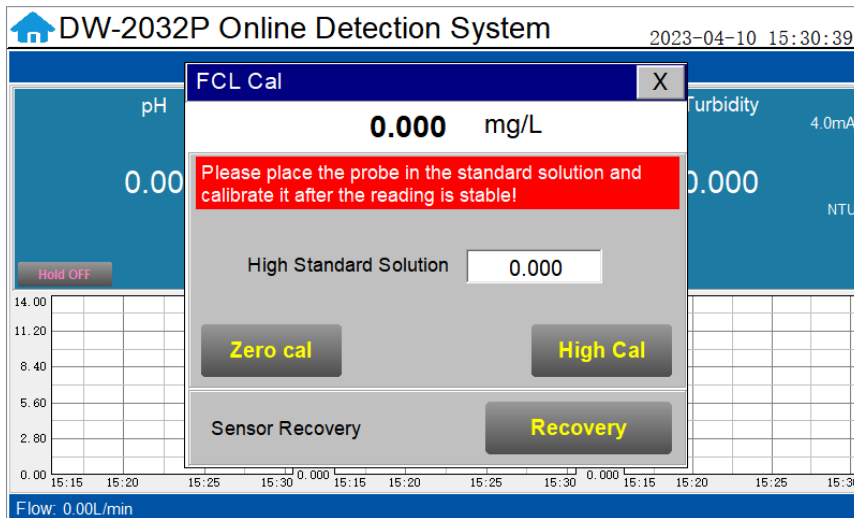 DW-2032P Online Detection System
2023-04-10 15:30:39
FCL Cal
X
pH
Turbidity
4.0mA
0.000 mg/L
0.00
0.000
NTU
Please place the probe in the standard solution and
calibrate it after the reading is stable!
High Standard Solution 0.000
Hold OFF
Zero cal
High Cal
Sensor Recovery
Recovery
14.00
11.20
8.40
5.60
2.80
0.00
15:15 15:20 15:25 15:30
0.000
15:15 15:20 15:25 15:30
0.000
15:15 15:20 15:25 15:3
Flow: 0.00L/min